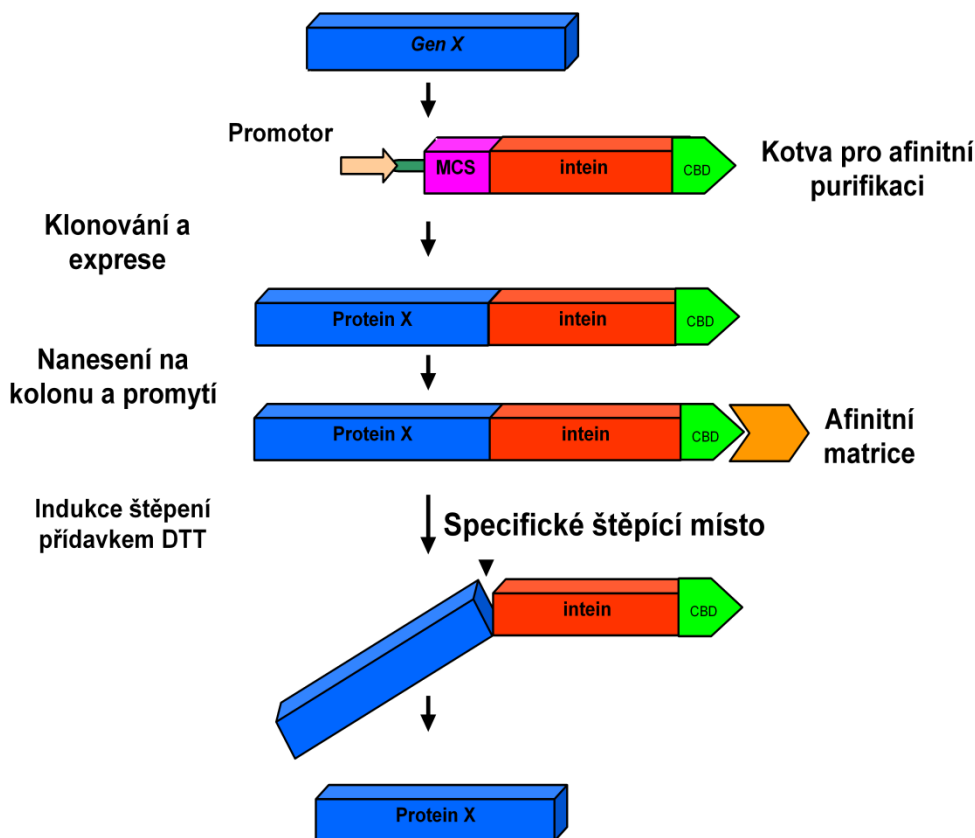 Gen X
Promotor
MCS
intein
CBD
Kotva pro afinitní
purifikaci
Klonování a
exprese
Protein X
intein
CBD
Nanesení na
kolonu a promytí
Protein X
intein
CBD
Afinitní
matrice
Indukce štěpení
přídavkem DTT
Specifické štěpící místo
intein
CBD
Protein X